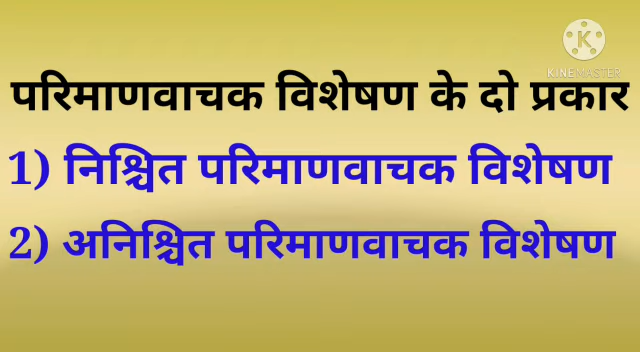 K
KINEMASTER
परिमाणवाचक विशेषण के दो प्रकार
1) निश्चित परिमाणवाचक विशेषण
2) अनिश्चित परिमाणवाचक विशेषण